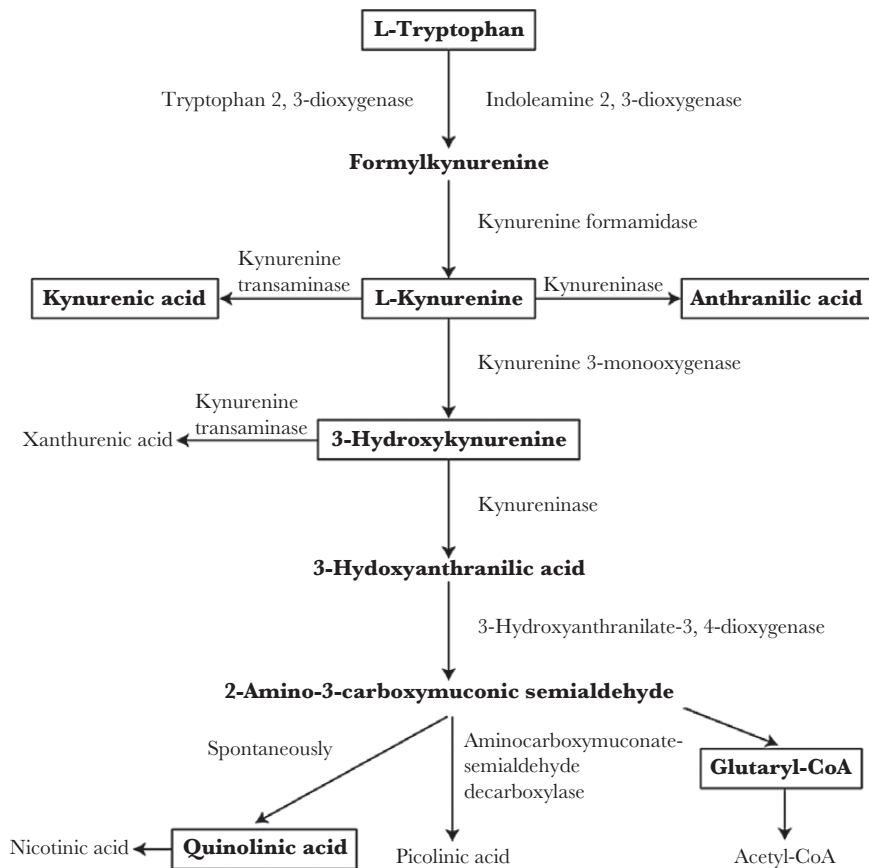 L-Tryptophan
Tryptophan 2, 3-dioxygenase
Indoleamine 2, 3-dioxygenase
Formylkynurenine
Kynurenine formamidase
Kynurenine
transaminase
Kynurenic acid
L-Kynurenine
Kynureninase
Anthranilic acid
Kynurenine 3-monooxygenase
Kynurenine
transaminase
Xanthurenic acid
3-Hydroxykynurenine
Kynureninase
3-Hydoxyanthranilic acid
3-Hydroxyanthranilate-3, 4-dioxygenase
2-Amino-3-carboxymuconic semialdehyde
Spontaneously
Aminocarboxymuconate-
semialdehyde
decarboxylase
Glutaryl-CoA
Nicotinic acid
Quinolinic acid
Picolinic acid
Acetyl-CoA